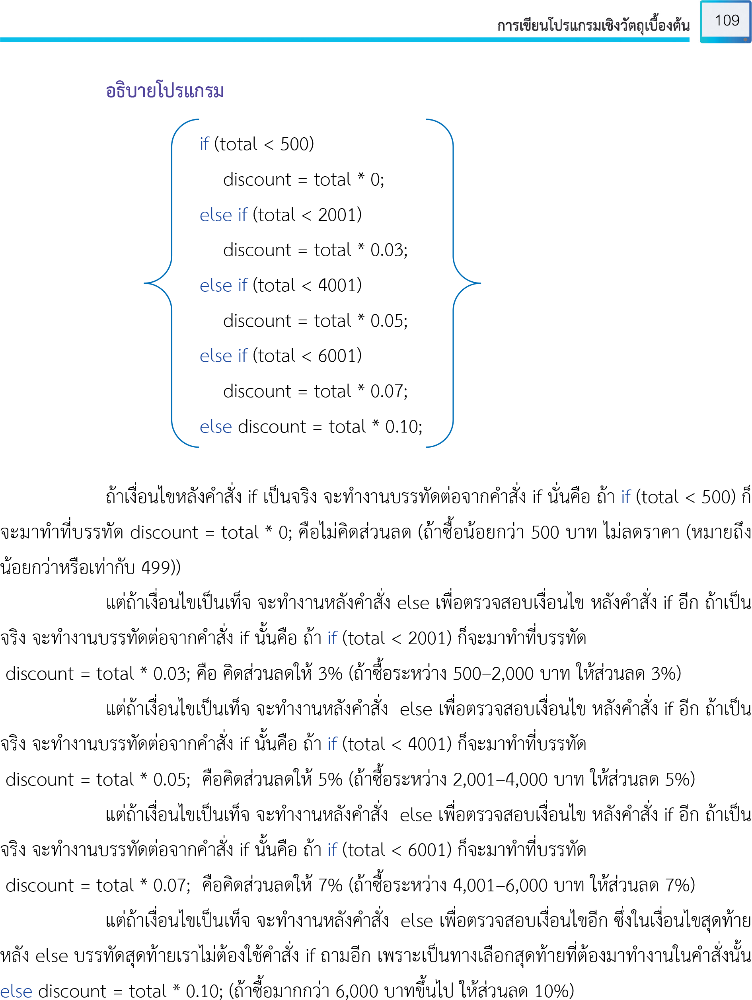 การเขียนโปรแกรมเชิงวัตถุเบื้องต้น 109
อธิบายโปรแกรม
if (total < 500)
discount = total * 0;
else if (total < 2001)
discount = total * 0.03;
else if (total < 4001)
discount = total * 0.05;
else if (total < 6001)
discount = total * 0.07;
else discount = total * 0.10;
ถ้าเงื่อนไขหลังคำสั่ง if เป็นจริง จะทำงานบรรทัดต่อจากคำสั่ง if นั่นคือ ถ้า if (total < 500) ก็
จะมาทำที่บรรทัด discount = total * 0; คือไม่คิดส่วนลด (ถ้าซื้อน้อยกว่า 500 บาท ไม่ลดราคา (หมายถึง
น้อยกว่าหรือเท่ากับ 499))
แต่ถ้าเงื่อนไขเป็นเท็จ จะทำงานหลังคำสั่ง else เพื่อตรวจสอบเงื่อนไข หลังคำสั่ง if อีก ถ้าเป็น
จริง จะทำงานบรรทัดต่อจากคำสั่ง if นั้นคือ ถ้า if (total < 2001) ก็จะมาทำที่บรรทัด
discount = total * 0.03; คือ คิดส่วนลดให้ 3% (ถ้าซื้อระหว่าง 500–2,000 บาท ให้ส่วนลด 3%)
แต่ถ้าเงื่อนไขเป็นเท็จ จะทำงานหลังคำสั่ง else เพื่อตรวจสอบเงื่อนไข หลังคำสั่ง if อีก ถ้าเป็น
จริง จะทำงานบรรทัดต่อจากคำสั่ง if นั้นคือ ถ้า if (total < 4001) ก็จะมาทำที่บรรทัด
discount = total * 0.05; คือคิดส่วนลดให้ 5% (ถ้าซื้อระหว่าง 2,001–4,000 บาท ให้ส่วนลด 5%)
แต่ถ้าเงื่อนไขเป็นเท็จ จะทำงานหลังคำสั่ง else เพื่อตรวจสอบเงื่อนไข หลังคำสั่ง if อีก ถ้าเป็น
จริง จะทำงานบรรทัดต่อจากคำสั่ง if นั้นคือ ถ้า if (total < 6001) ก็จะมาทำที่บรรทัด
discount = total * 0.07; คือคิดส่วนลดให้ 7% (ถ้าซื้อระหว่าง 4,001–6,000 บาท ให้ส่วนลด 7%)
แต่ถ้าเงื่อนไขเป็นเท็จ จะทำงานหลังคำสั่ง else เพื่อตรวจสอบเงื่อนไขอีก ซึ่งในเงื่อนไขสุดท้าย
หลัง else บรรทัดสุดท้ายเราไม่ต้องใช้คำสั่ง if ถามอีก เพราะเป็นทางเลือกสุดท้ายที่ต้องมาทำงานในคำสั่งนั้น
else discount = total * 0.10; (ถ้าซื้อมากกว่า 6,000 บาทขึ้นไป ให้ส่วนลด 10%)